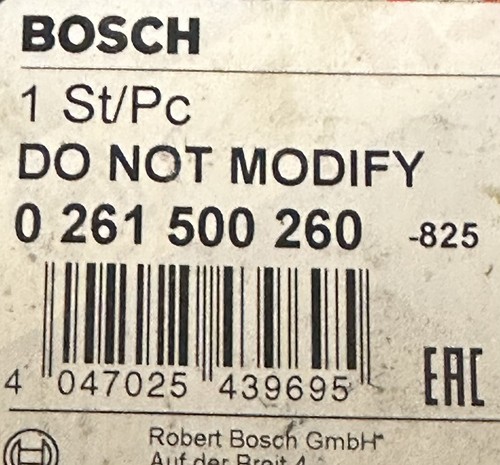 BOSCH
1 St/Pc
DO NOT MODIFY
0 261 500 260 -825
4 047025 439695
EAC
Robert Bosch GmbH
Auf der Breit 4